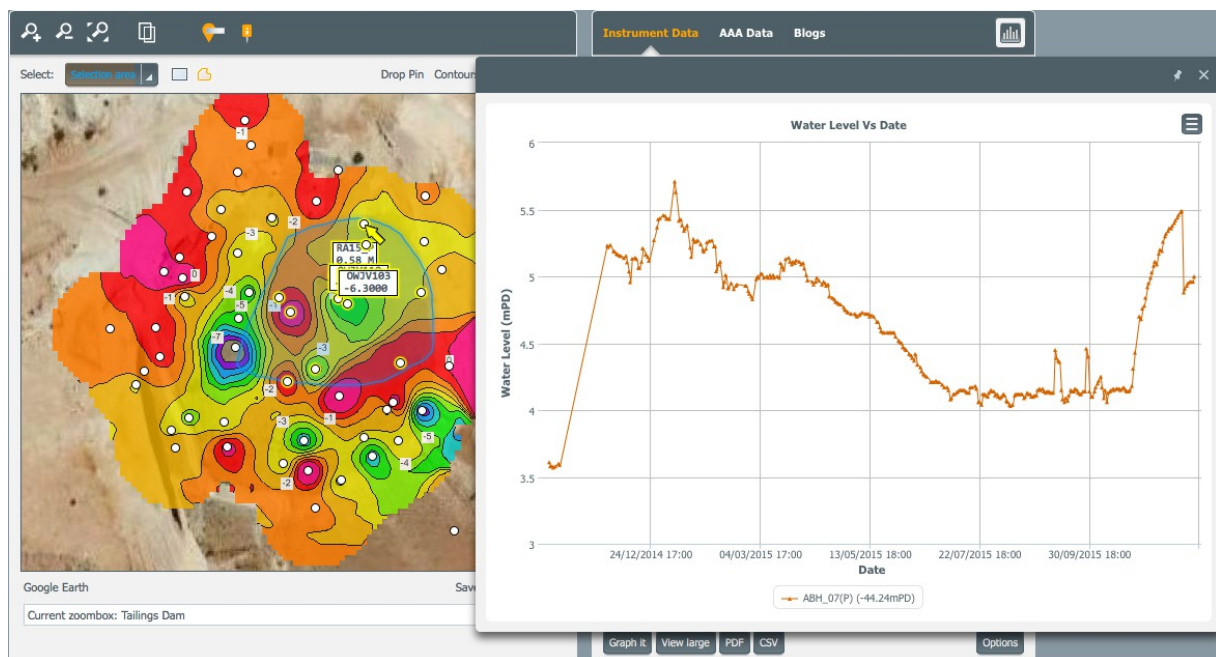 Instrument Data AAA Data Blogs
Select: Selection area Drop Pin Contours
-1
-2
-3
RA15_P
0.58 M
OWJV103
-6.3000
0
-1
-4
-5
-1
-7
-3
0
-2
-1
-3
-5
-4
-2
Google Earth Save
Current zoombox: Tailings Dam
Water Level Vs Date
Water Level (mPD)
6
5.5
5
4.5
4
3.5
3
24/12/2014 17:00 04/03/2015 17:00 13/05/2015 18:00 22/07/2015 18:00 30/09/2015 18:00
Date
ABH_07(P) (-44.24mPD)
Graph it View large PDF CSV Options